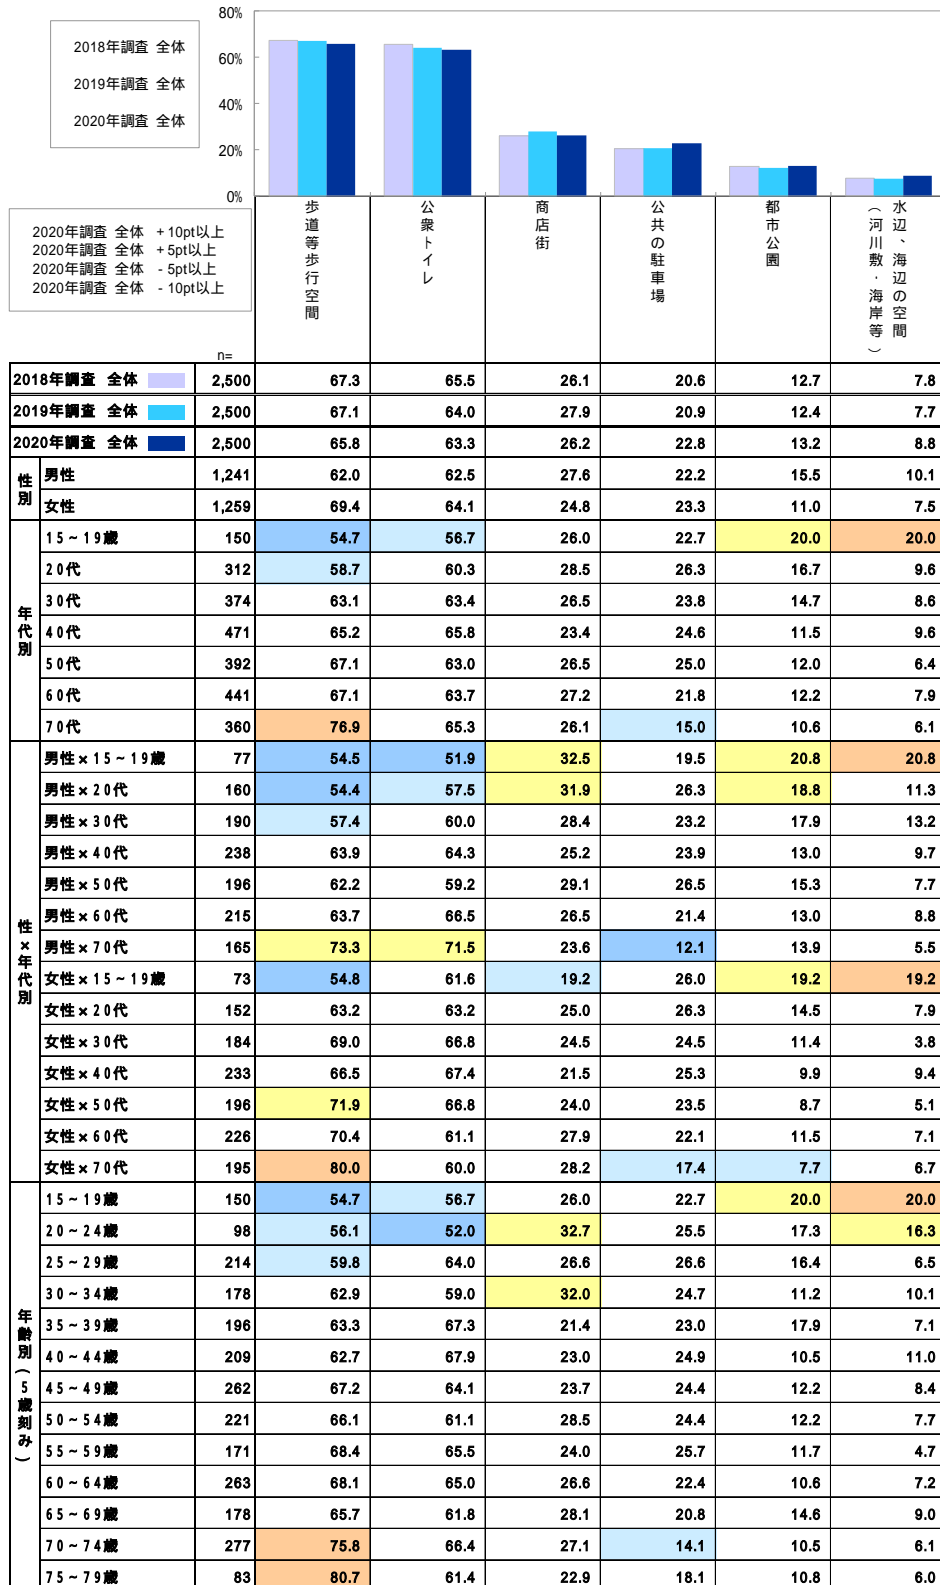 80%
60%
40%
20%
0%
2018年調査 全体
2019年調査 全体
2020年調査 全体
2020年調査 全体 +10pt以上
2020年調査 全体 +5pt以上
2020年調査 全体 -5pt以上
2020年調査 全体 -10pt以上
n=
歩道等歩行空間
公衆トイレ
商店街
公共の駐車場
都市公園
水辺、海辺の空間
（河川敷・海岸等）
2018年調査 全体 2,500 67.3 65.5 26.1 20.6 12.7 7.8
2019年調査 全体 2,500 67.1 64.0 27.9 20.9 12.4 7.7
2020年調査 全体 2,500 65.8 63.3 26.2 22.8 13.2 8.8
性別
男性 1,241 62.0 62.5 27.6 22.2 15.5 10.1
女性 1,259 69.4 64.1 24.8 23.3 11.0 7.5
年代別
15~19歳 150 54.7 56.7 26.0 22.7 20.0 20.0
20代 312 58.7 60.3 28.5 26.3 16.7 9.6
30代 374 63.1 63.4 26.5 23.8 14.7 8.6
40代 471 65.2 65.8 23.4 24.6 11.5 9.6
50代 392 67.1 63.0 26.5 25.0 12.0 6.4
60代 441 67.1 63.7 27.2 21.8 12.2 7.9
70代 360 76.9 65.3 26.1 15.0 10.6 6.1
性×年代別
男性×15~19歳 77 54.5 51.9 32.5 19.5 20.8 20.8
男性×20代 160 54.4 57.5 31.9 26.3 18.8 11.3
男性×30代 190 57.4 60.0 28.4 23.2 17.9 13.2
男性×40代 238 63.9 64.3 25.2 23.9 13.0 9.7
男性×50代 196 62.2 59.2 29.1 26.5 15.3 7.7
男性×60代 215 63.7 66.5 26.5 21.4 13.0 8.8
男性×70代 165 73.3 71.5 23.6 12.1 13.9 5.5
女性×15~19歳 73 54.8 61.6 19.2 26.0 19.2 19.2
女性×20代 152 63.2 63.2 25.0 26.3 14.5 7.9
女性×30代 184 69.0 66.8 24.5 24.5 11.4 3.8
女性×40代 233 66.5 67.4 21.5 25.3 9.9 9.4
女性×50代 196 71.9 66.8 24.0 23.5 8.7 5.1
女性×60代 226 70.4 61.1 27.9 22.1 11.5 7.1
女性×70代 195 80.0 60.0 28.2 17.4 7.7 6.7
年齢別（5歳刻み）
15~19歳 150 54.7 56.7 26.0 22.7 20.0 20.0
20~24歳 98 56.1 52.0 32.7 25.5 17.3 16.3
25~29歳 214 59.8 64.0 26.6 26.6 16.4 6.5
30~34歳 178 62.9 59.0 32.0 24.7 11.2 10.1
35~39歳 196 63.3 67.3 21.4 23.0 17.9 7.1
40~44歳 209 62.7 67.9 23.0 24.9 10.5 11.0
45~49歳 262 67.2 64.1 23.7 24.4 12.2 8.4
50~54歳 221 66.1 61.1 28.5 24.4 12.2 7.7
55~59歳 171 68.4 65.5 24.0 25.7 11.7 4.7
60~64歳 263 68.1 65.0 26.6 22.4 10.6 7.2
65~69歳 178 65.7 61.8 28.1 20.8 14.6 9.0
70~74歳 277 75.8 66.4 27.1 14.1 10.5 6.1
75~79歳 83 80.7 61.4 22.9 18.1 10.8 6.0